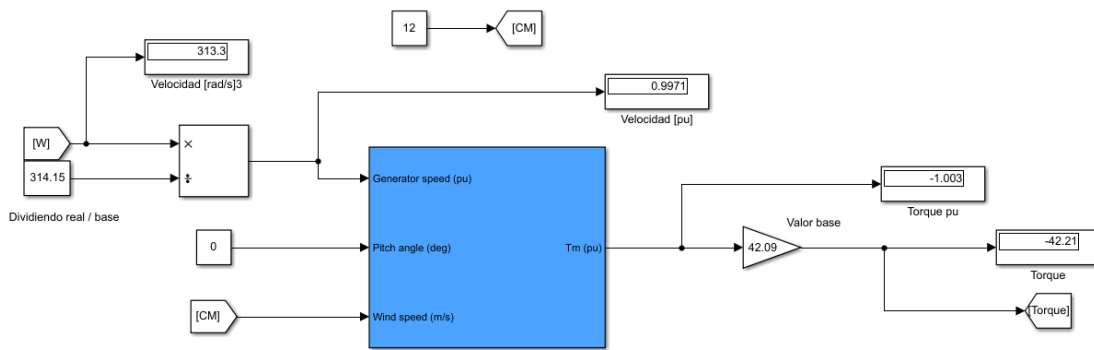 12
[CM]
313.3
Velocidad [rad/s]3
0.9971
Velocidad [pu]
[W]
×
÷
314.15
Dividiendo real / base
Generator speed (pu)
-1.003
Torque pu
Valor base
0
Pitch angle (deg)
Tm (pu)
42.09
-42.21
Torque
[CM]
Wind speed (m/s)
[Torque]